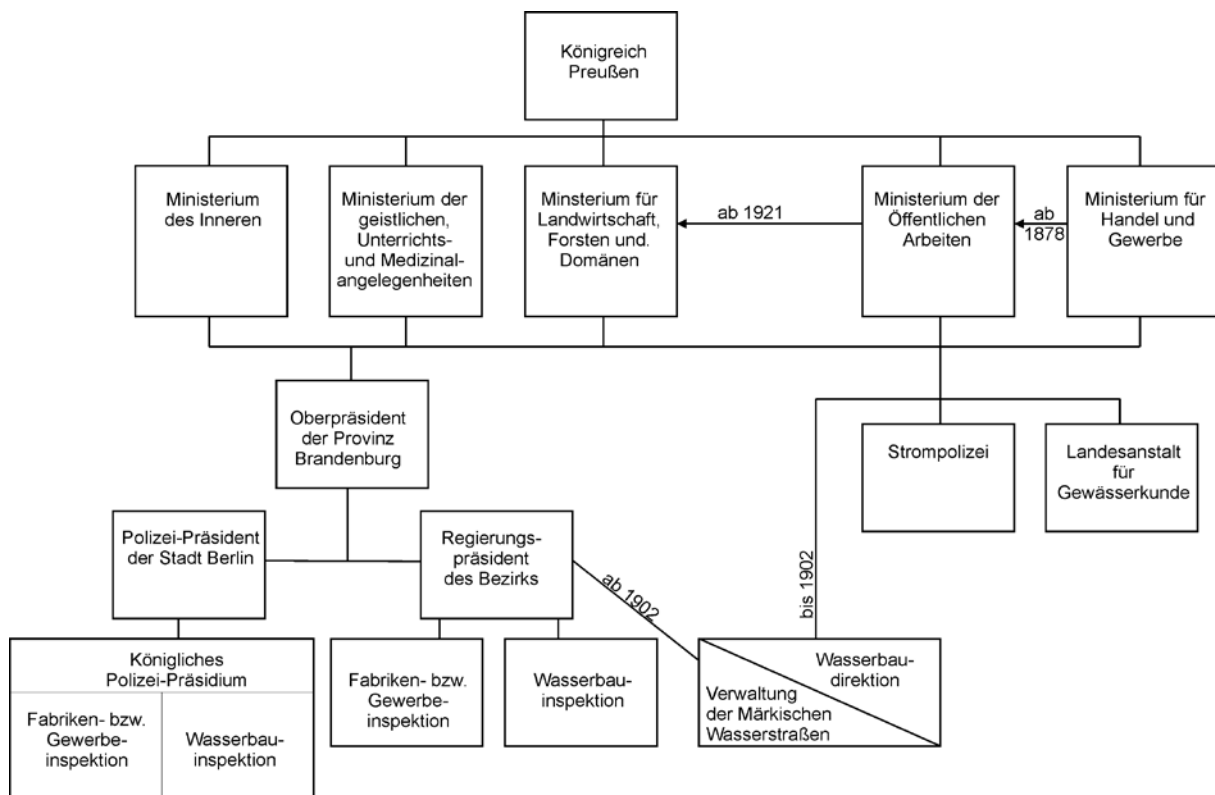 Königreich
Preußen
Ministerium
des Inneren
Ministerium der
geistlichen,
Unterrichts-
und Medizinal-
angelegenheiten
Minsterium für
Landwirtschaft,
Forsten und.
Domänen
ab 1921
Ministerium der
Öffentlichen
Arbeiten
ab
1878
Ministerium für
Handel und
Gewerbe
Oberpräsident
der Provinz
Brandenburg
Strompolizei
Landesanstalt
für
Gewässerkunde
Polizei-Präsident
der Stadt Berlin
Regierungs-
präsident
des Bezirks
ab 1902
bis 1902
Königliches
Polizei-Präsidium
Fabriken- bzw.
Gewerbe-
inspektion
Wasserbau-
inspektion
Fabriken- bzw.
Gewerbe-
inspektion
Wasserbau-
inspektion
Wasserbau-
direktion
Verwaltung
der Märkischen
Wasserstraßen